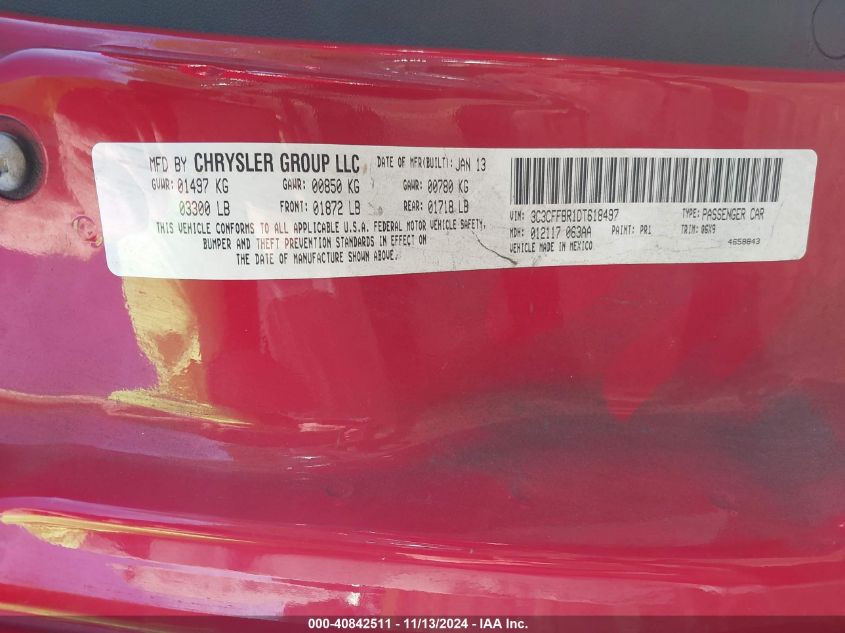 MFD BY CHRYSLER GROUP LLC DATE OF MFR(BUILT): JAN 13
GVWR: 01497 KG GAWR: 00850 KG GAWR: 00780 KG
03300 LB FRONT: 01872 LB REAR: 01718 LB
THIS VEHICLE CONFORMS TO ALL APPLICABLE U.S.A. FEDERAL MOTOR VEHICLE SAFETY,
BUMPER AND THEFT PREVENTION STANDARDS IN EFFECT ON
THE DATE OF MANUFACTURE SHOWN ABOVE.
VIN: 3C3CFFBR1DT618497 TYPE: PASSENGER CAR
MDH: 012117 063AA PAINT: PR1 TRIM: 06X9
VEHICLE MADE IN MEXICO 4658843
000-40842511 - 11/13/2024 - IAA Inc.